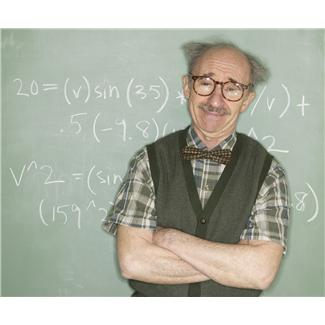 20=(v)sin(35) * /v)+
.5(-9.8)( ^2
v^2 =(sin
(159^2 .8)